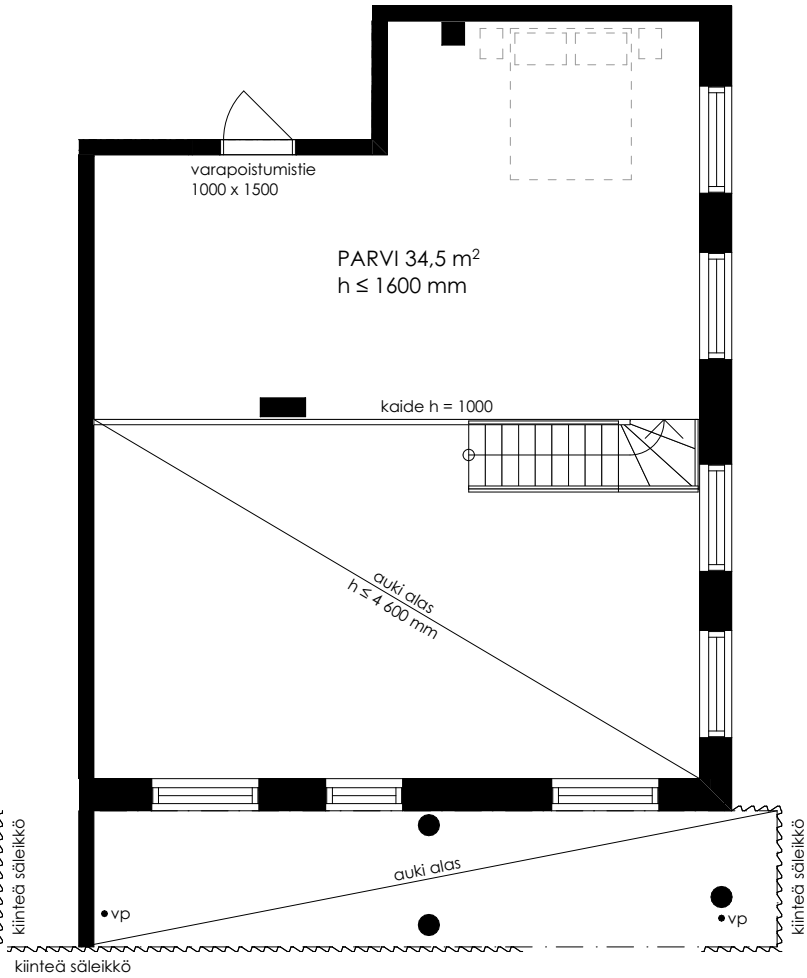 varapoistumistie
1000 x 1500
PARVI 34,5 m²
h ≤ 1600 mm
kaide h = 1000
auki alas
h ≤ 4 600 mm
kiinteä säleikkö
auki alas
kiinteä säleikkö
vp
vp
kiinteä säleikkö